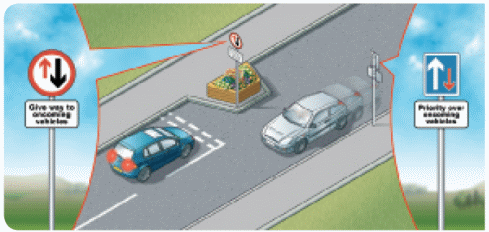 Give way to
oncoming
vehicles
Priority over
oncoming
vehicles